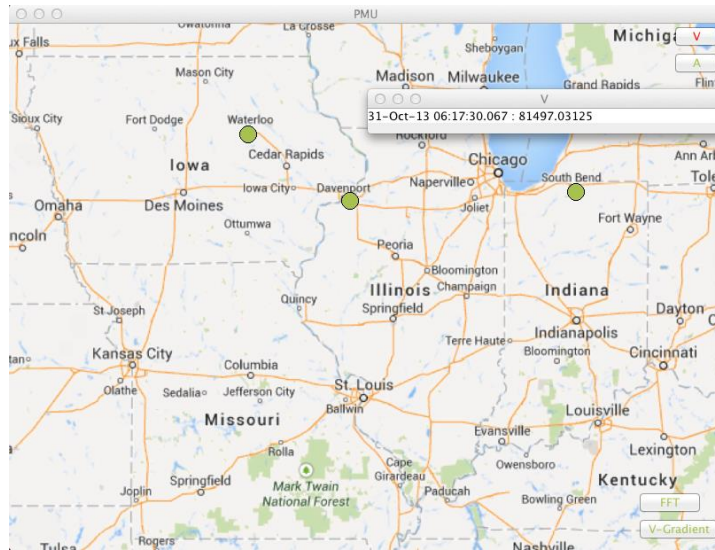 PMU
Owatonna
La Crosse
ux Falls
Sheboygan
Michiga
V
Mason City
Madison
Milwaukee
Grand Rapids
A
Flin
V
31-Oct-13 06:17:30.067 : 81497.03125
Sioux City
Fort Dodge
Waterloo
Rockford
Chicago
Ann Ar
Iowa
Cedar Rapids
Iowa City
Davenport
Naperville
South Bend
Tole
Omaha
Des Moines
Joliet
Fort Wayne
ncoln
Ottumwa
Peoria
Bloomington
Illinois
Champaign
Indiana
Quincy
Springfield
St Joseph
Dayton
C
Terre Haute
Indianapolis
tan
Kansas City
Columbia
Bloomington
Cincinnati
Olathe
Sedalia
Jefferson City
St. Louis
Ballwin
Missouri
Louisville
Evansville
Rolla
Lexington
Owensboro
Cape
Girardeau
Springfield
Mark Twain
National Forest
Joplin
Paducah
Bowling Green
Kentucky
FFT
V-Gradient
Rogers
Tulsa
Nashville